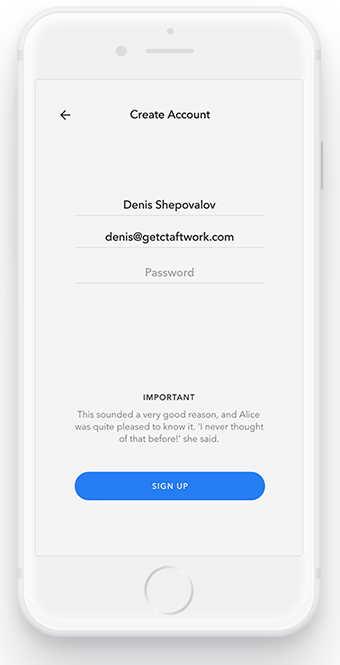 Create Account
Denis Shepovalov
denis@getctaftwork.com
Password
IMPORTANT
This sounded a very good reason, and Alice
was quite pleased to know it. 'I never thought
of that before!' she said.
SIGN UP